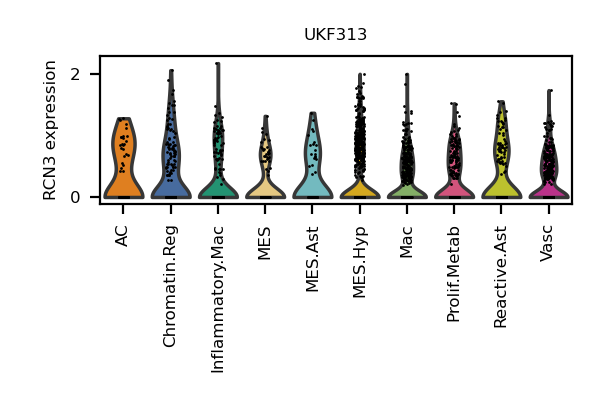 UKF313
RCN3 expression
2
0
AC
Chromatin.Reg
Inflammatory.Mac
MES
MES.Ast
MES.Hyp
Mac
Prolif.Metab
Reactive.Ast
Vasc